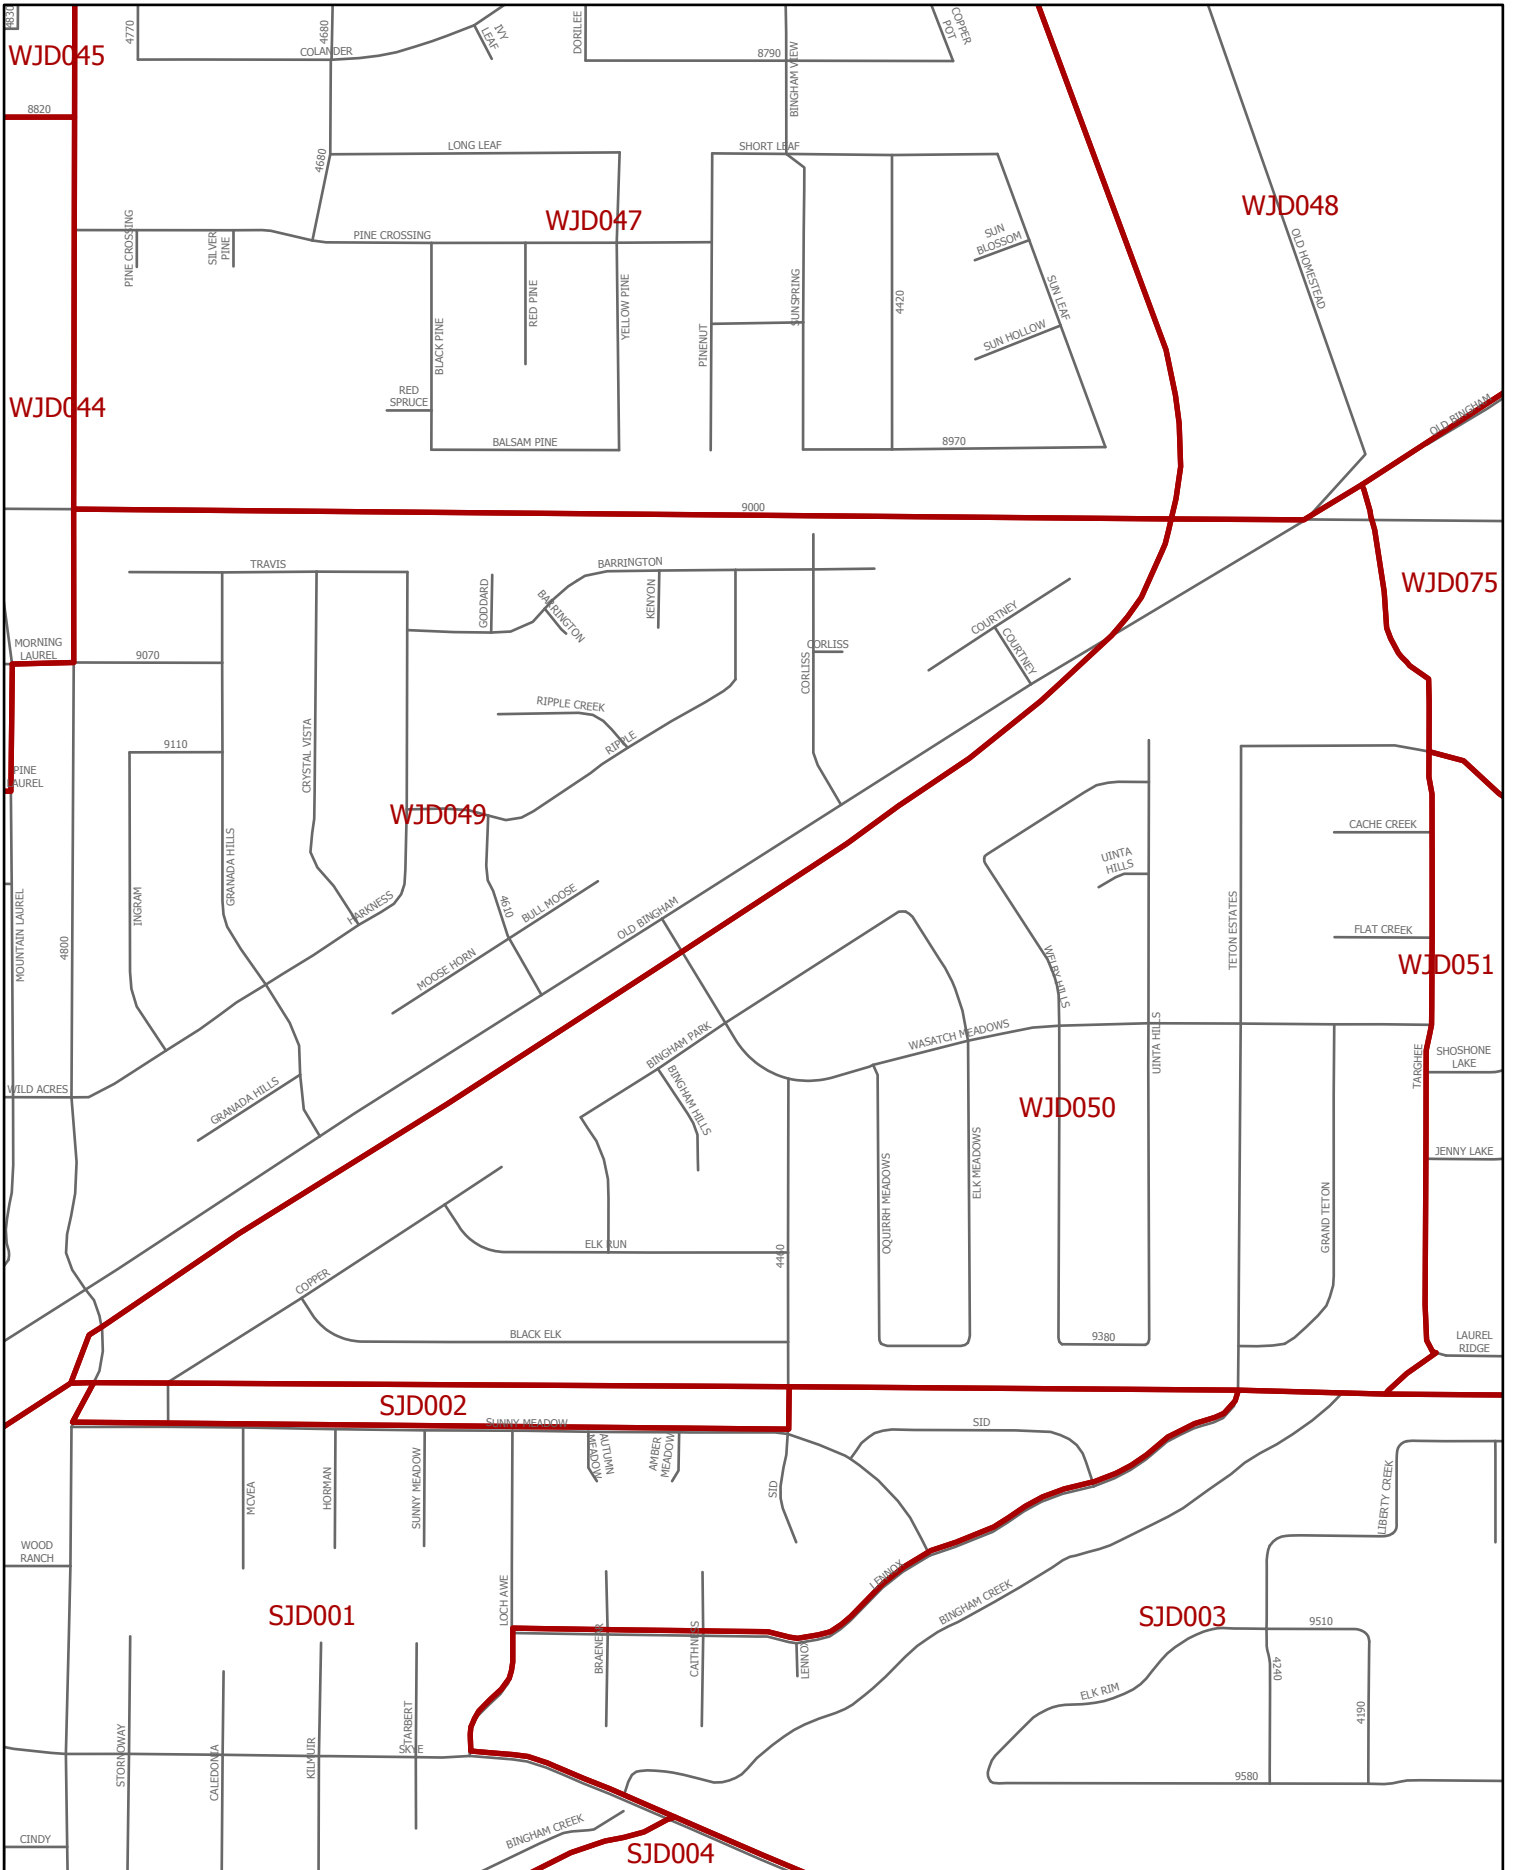 4830
4770
4680
COLANDER
IVY
LEAF
DORILEE
8790
BINGHAM VIEW
COPPER
POT
WJD045
8820
4680
LONG LEAF
SHORT LEAF
WJD047
WJD048
PINE CROSSING
SILVER
PINE
PINE CROSSING
SUN
BLOSSOM
OLD HOMESTEAD
BLACK PINE
RED PINE
YELLOW PINE
PINENUT
SUNSPRING
4420
SUN LEAF
SUN HOLLOW
RED
SPRUCE
WJD044
BALSAM PINE
8970
OLD BINGHAM
9000
TRAVIS
GODDARD
BARRINGTON
BARRINGTON
KENYON
WJD075
COURTNEY
COURTNEY
MORNING
LAUREL
9070
CORLISS
CORLISS
RIPPLE CREEK
RIPPLE
9110
CRYSTAL VISTA
PINE
LAUREL
WJD049
CACHE CREEK
UINTA
HILLS
GRANADA HILLS
INGRAM
HARKNESS
4610
BULL MOOSE
OLD BINGHAM
MOUNTAIN LAUREL
4800
MOOSE HORN
TETON ESTATES
FLAT CREEK
WELBY HILLS
WJD051
BINGHAM PARK
WASATCH MEADOWS
UINTA HILLS
TARGHEE
SHOSHONE
LAKE
WILD ACRES
GRANADA HILLS
BINGHAM HILLS
WJD050
JENNY LAKE
OQUIRRH MEADOWS
ELK MEADOWS
GRAND TETON
ELK RUN
4460
COPPER
BLACK ELK
9380
LAUREL
RIDGE
SJD002
SUNNY MEADOW
SID
MCVEA
HORMAN
SUNNY MEADOW
AUTUMN
MEADOW
AMBER
MEADOW
SID
LIBERTY CREEK
WOOD
RANCH
LOCH AWE
LENNOX
BINGHAM CREEK
SJD001
SJD003
9510
BRAEMER
CAITHNESS
LENNOX
4240
ELK RIM
4190
STORNOWAY
CALEDONIA
KILMUIR
STARBERT
SKYE
9580
CINDY
BINGHAM CREEK
SJD004